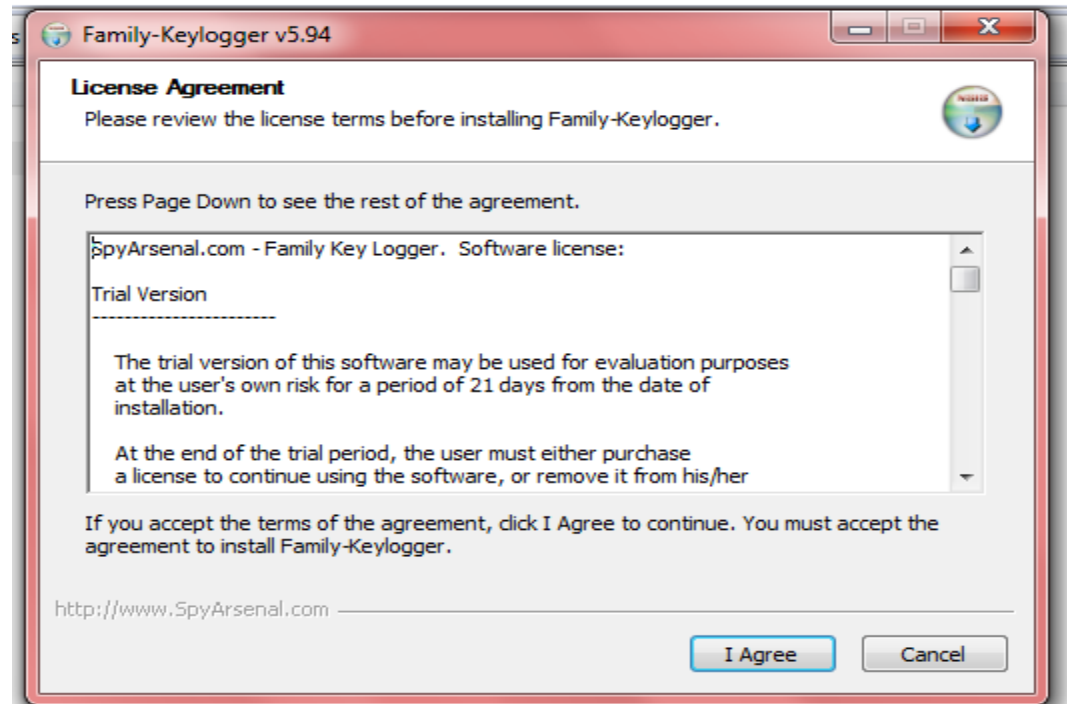 s
Family-Keylogger v5.94
License Agreement
Please review the license terms before installing Family-Keylogger.
Press Page Down to see the rest of the agreement.
SpyArsenal.com - Family Key Logger.  Software license:
Trial Version
-----------------------
The trial version of this software may be used for evaluation purposes
at the user's own risk for a period of 21 days from the date of
installation.
At the end of the trial period, the user must either purchase
a license to continue using the software, or remove it from his/her
If you accept the terms of the agreement, click I Agree to continue. You must accept the
agreement to install Family-Keylogger.
http://www.SpyArsenal.com
I Agree
Cancel